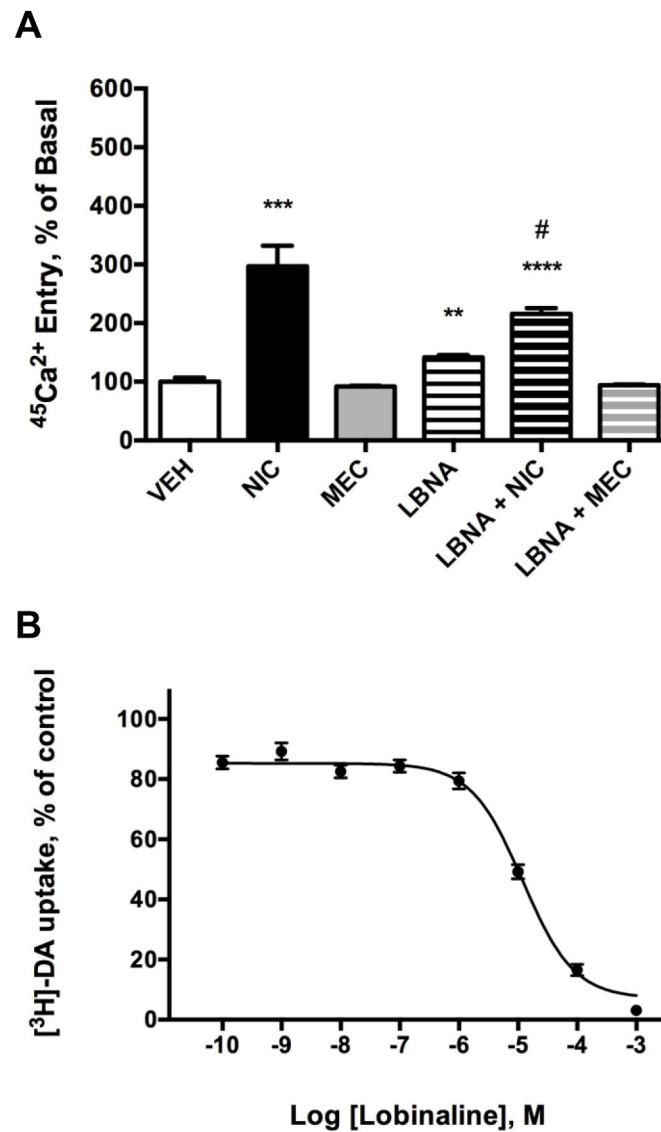 A
⁴⁵Ca²⁺ Entry, % of Basal
600
500
400
300
200
100
0
***
**
#
****
VEH
NIC
MEC
LBNA
LBNA + NIC
LBNA + MEC
B
[³H]-DA uptake, % of control
100
80
60
40
20
0
-10
-9
-8
-7
-6
-5
-4
-3
Log [Lobinaline], M